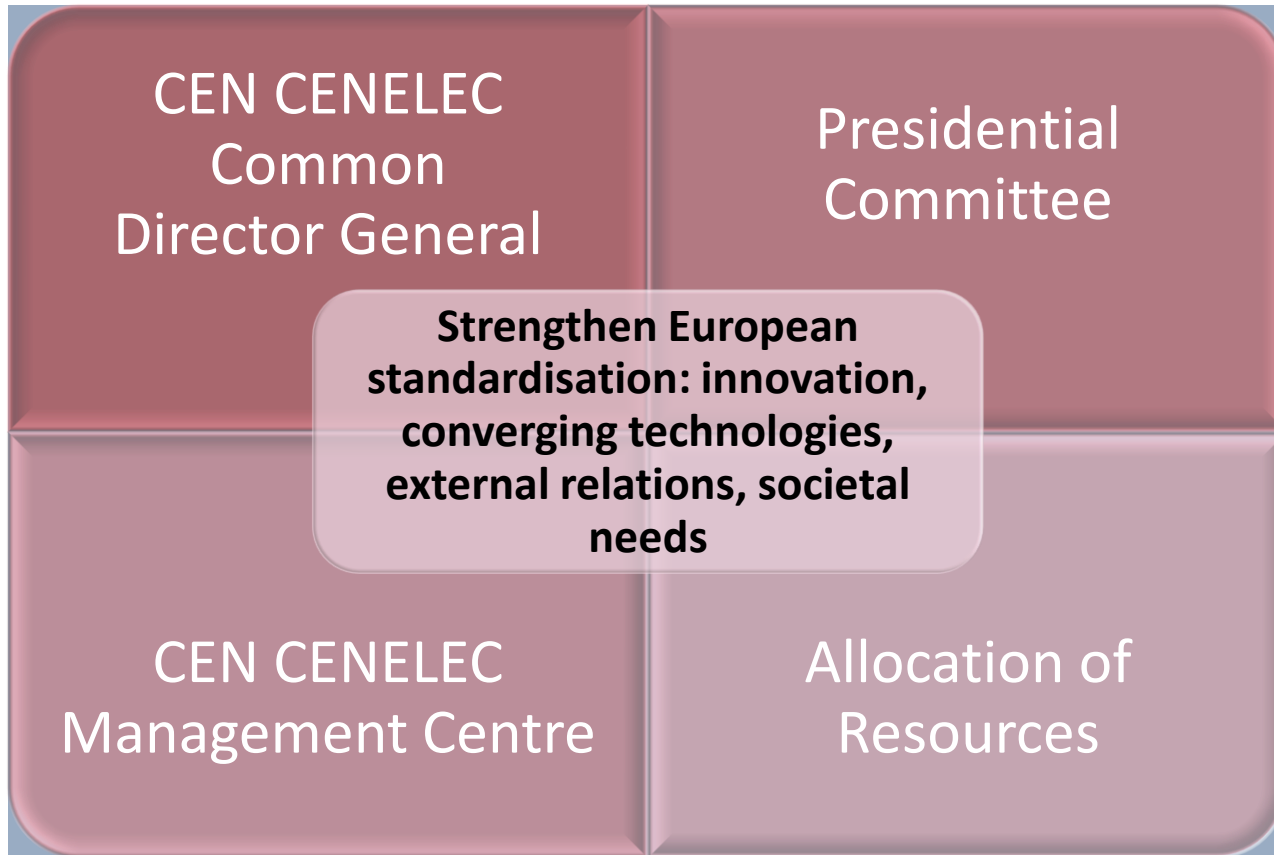 CEN CENELEC
Common
Director General
Presidential
Committee
Strengthen European
standardisation: innovation,
converging technologies,
external relations, societal
needs
CEN CENELEC
Management Centre
Allocation of
Resources